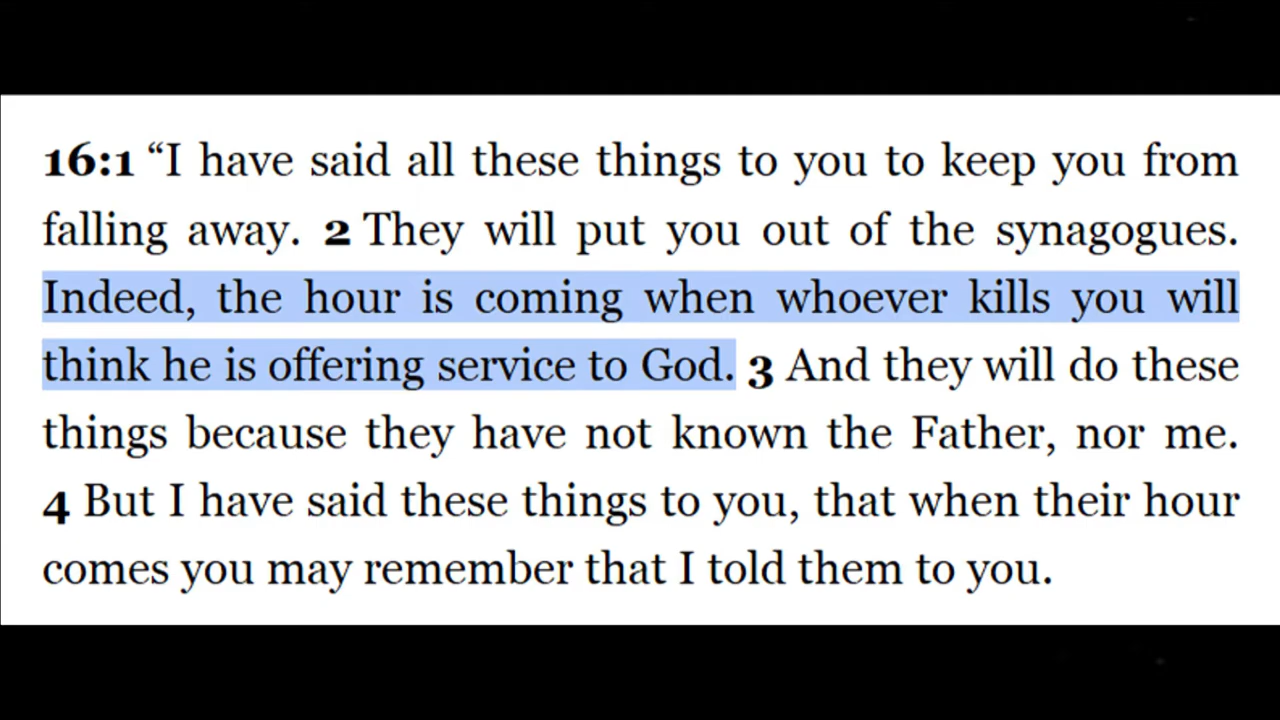 16:1 “I have said all these things to you to keep you from
falling away. 2 They will put you out of the synagogues.
Indeed, the hour is coming when whoever kills you will
think he is offering service to God. 3 And they will do these
things because they have not known the Father, nor me.
4 But I have said these things to you, that when their hour
comes you may remember that I told them to you.